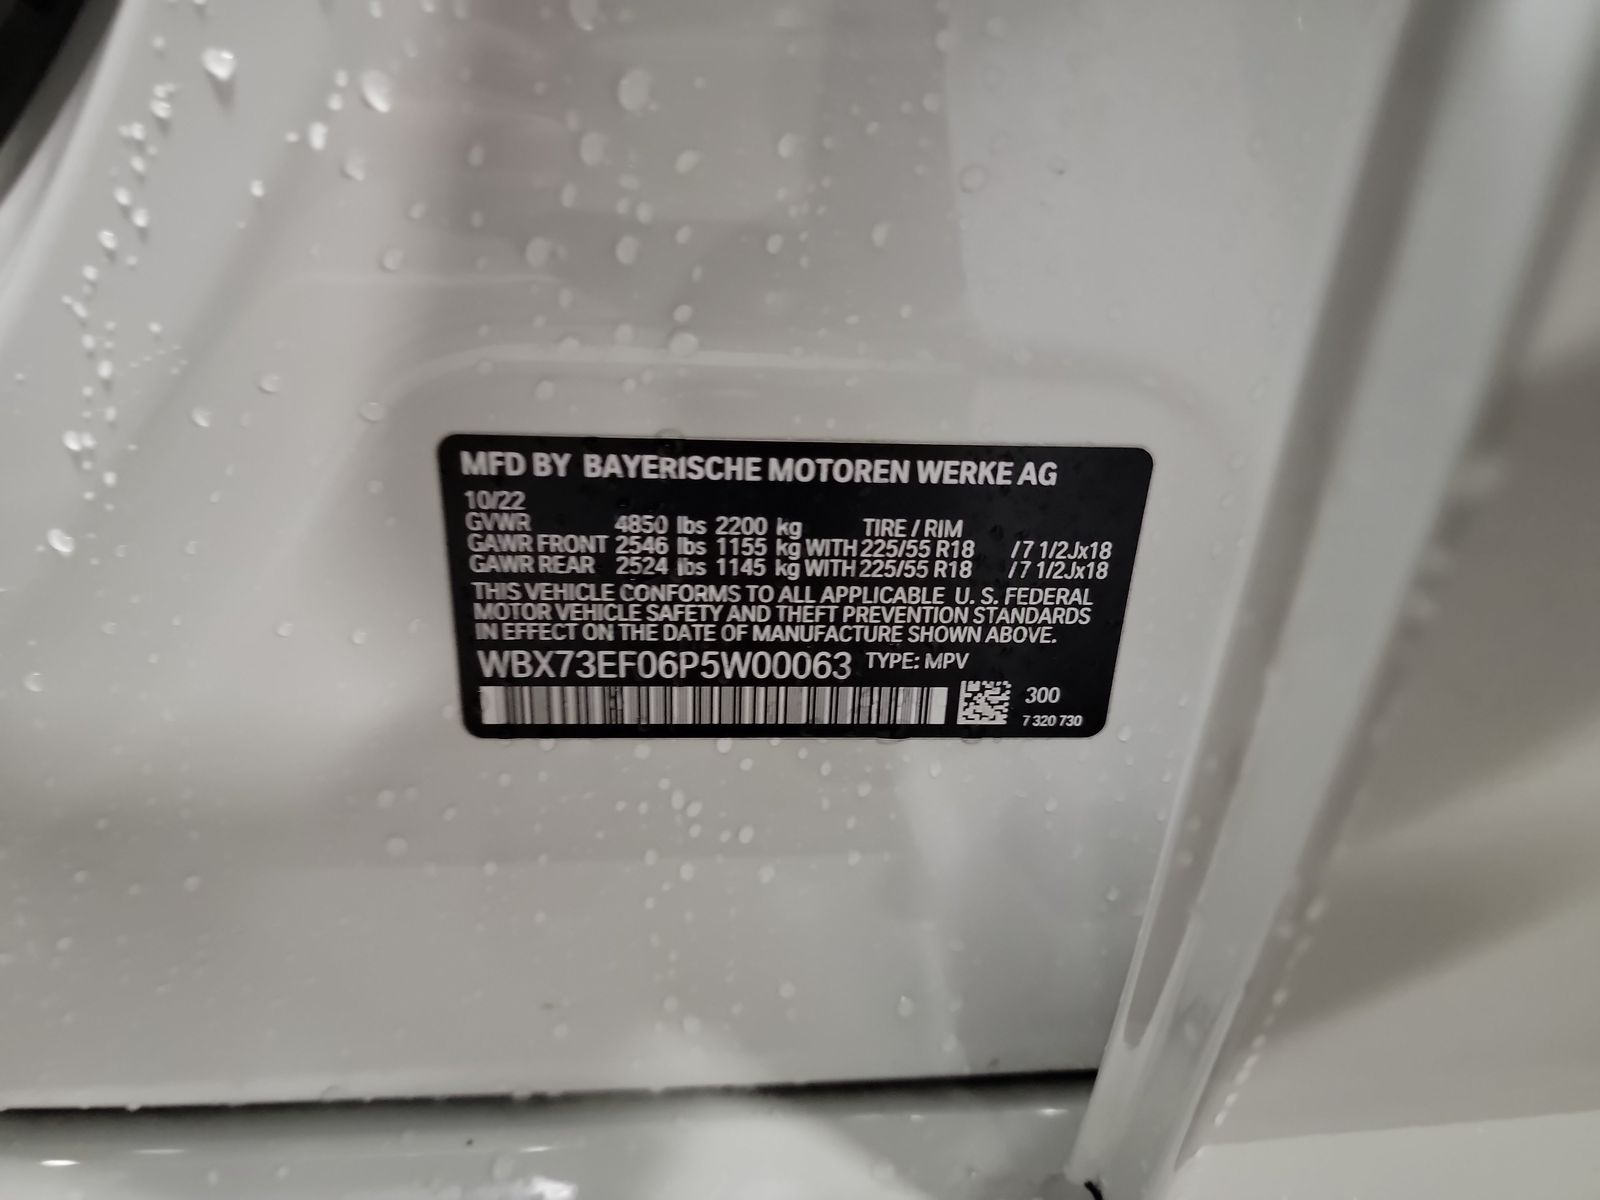 MFD BY BAYERISCHE MOTOREN WERKE AG
10/22
GVWR 4850 lbs 2200 kg TIRE / RIM
GAWR FRONT 2546 lbs 1155 kg WITH 225/55 R18 /7 1/2Jx18
GAWR REAR 2524 lbs 1145 kg WITH 225/55 R18 /7 1/2Jx18
THIS VEHICLE CONFORMS TO ALL APPLICABLE U. S. FEDERAL
MOTOR VEHICLE SAFETY AND THEFT PREVENTION STANDARDS
IN EFFECT ON THE DATE OF MANUFACTURE SHOWN ABOVE.
WBX73EF06P5W00063 TYPE: MPV
300
7 320 730